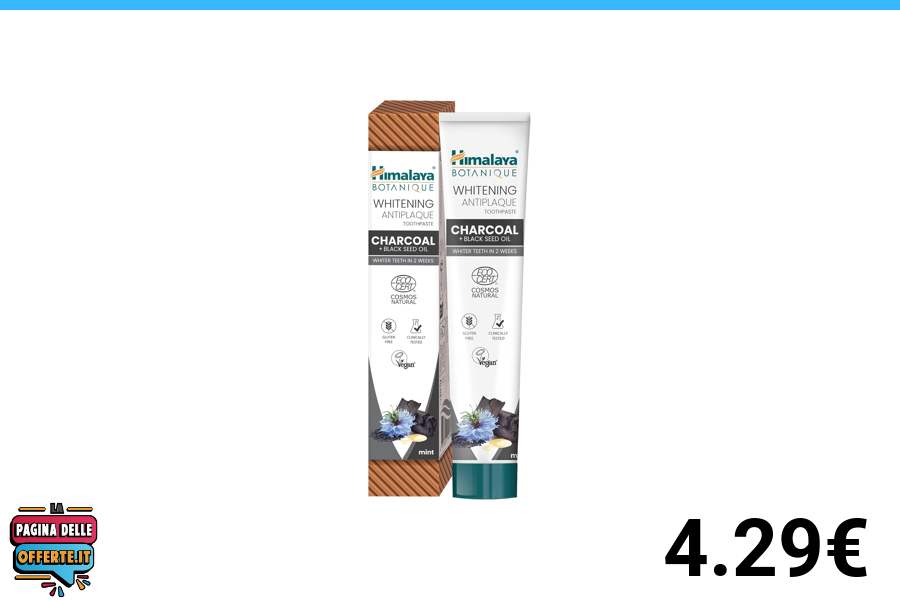 Himalaya
BOTANIQUE
WHITENING
ANTIPLAQUE
TOOTHPASTE
CHARCOAL
+ BLACK SEED OIL
WHITER TEETH IN 2 WEEKS
ECO
CERT
COSMOS
NATURAL
GLUTEN
FREE
CLINICALLY
TESTED
Vegan
mint
Himalaya
BOTANIQUE
WHITENING
ANTIPLAQUE
TOOTHPASTE
CHARCOAL
+ BLACK SEED OIL
WHITER TEETH IN 2 WEEKS
ECO
CERT
COSMOS
NATURAL
GLUTEN
FREE
CLINICALLY
TESTED
Vegan
m
LA
PAGINA DELLE
OFFERTE.IT
4.29€